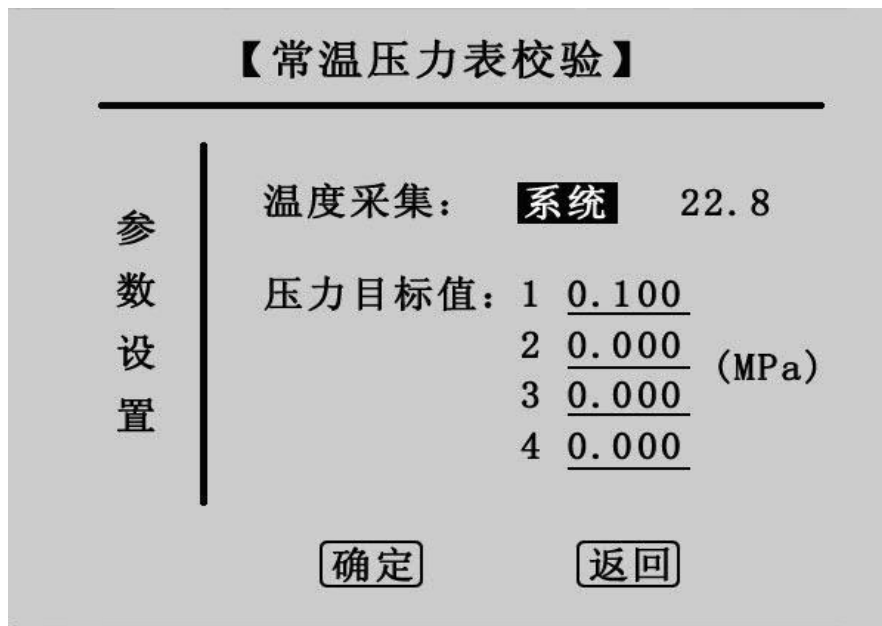 【常温压力表校验】
参数设置
温度采集： 系统 22.8
压力目标值：1 0.100
2 0.000
(MPa)
3 0.000
4 0.000
确定 返回